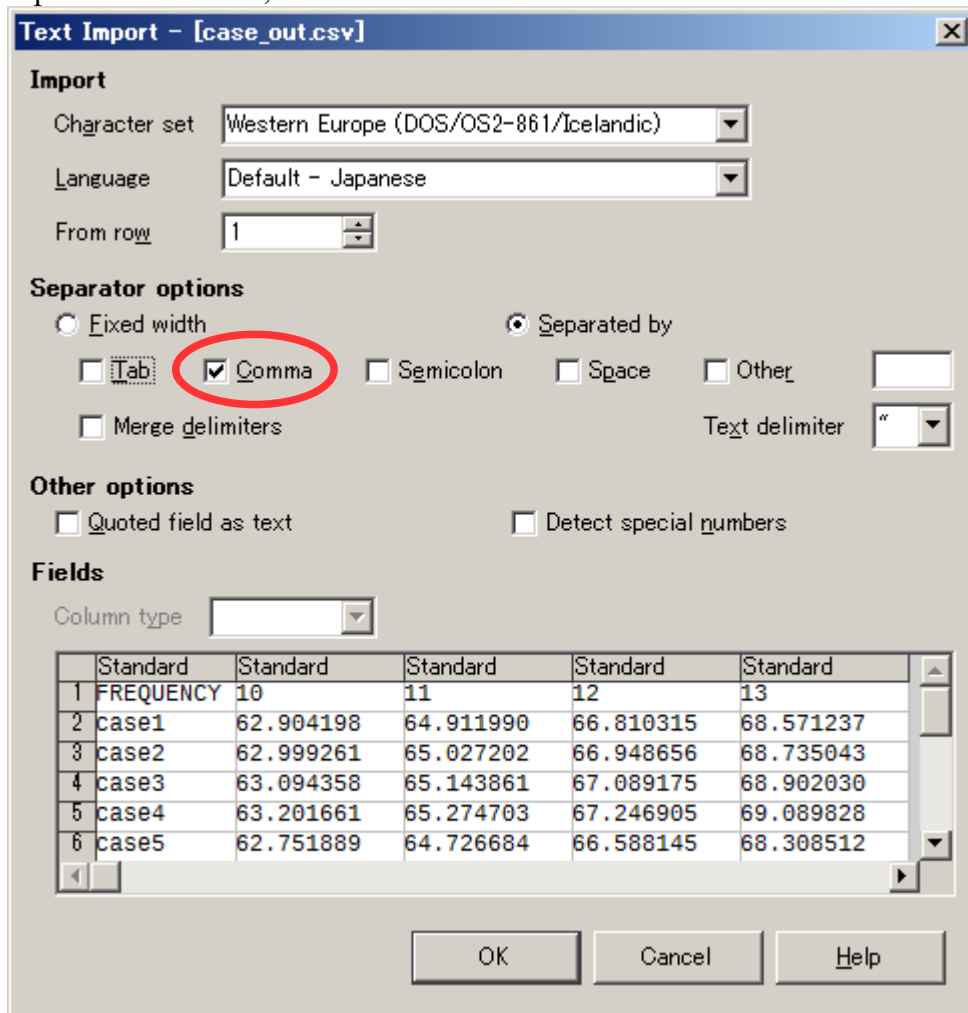 Text Import - [case_out.csv]
Import
Character set Western Europe (DOS/OS2-861/Icelandic)
Language Default - Japanese
From row 1
Separator options
Fixed width Separated by
Tab Comma Semicolon Space Other
Merge delimiters Text delimiter "
Other options
Quoted field as text Detect special numbers
Fields
Column type
Standard Standard Standard Standard Standard
1 FREQUENCY 10 11 12 13
2 case1 62.904198 64.911990 66.810315 68.571237
3 case2 62.999261 65.027202 66.948656 68.735043
4 case3 63.094358 65.143861 67.089175 68.902030
5 case4 63.201661 65.274703 67.246905 69.089828
6 case5 62.751889 64.726684 66.588145 68.308512
OK Cancel Help